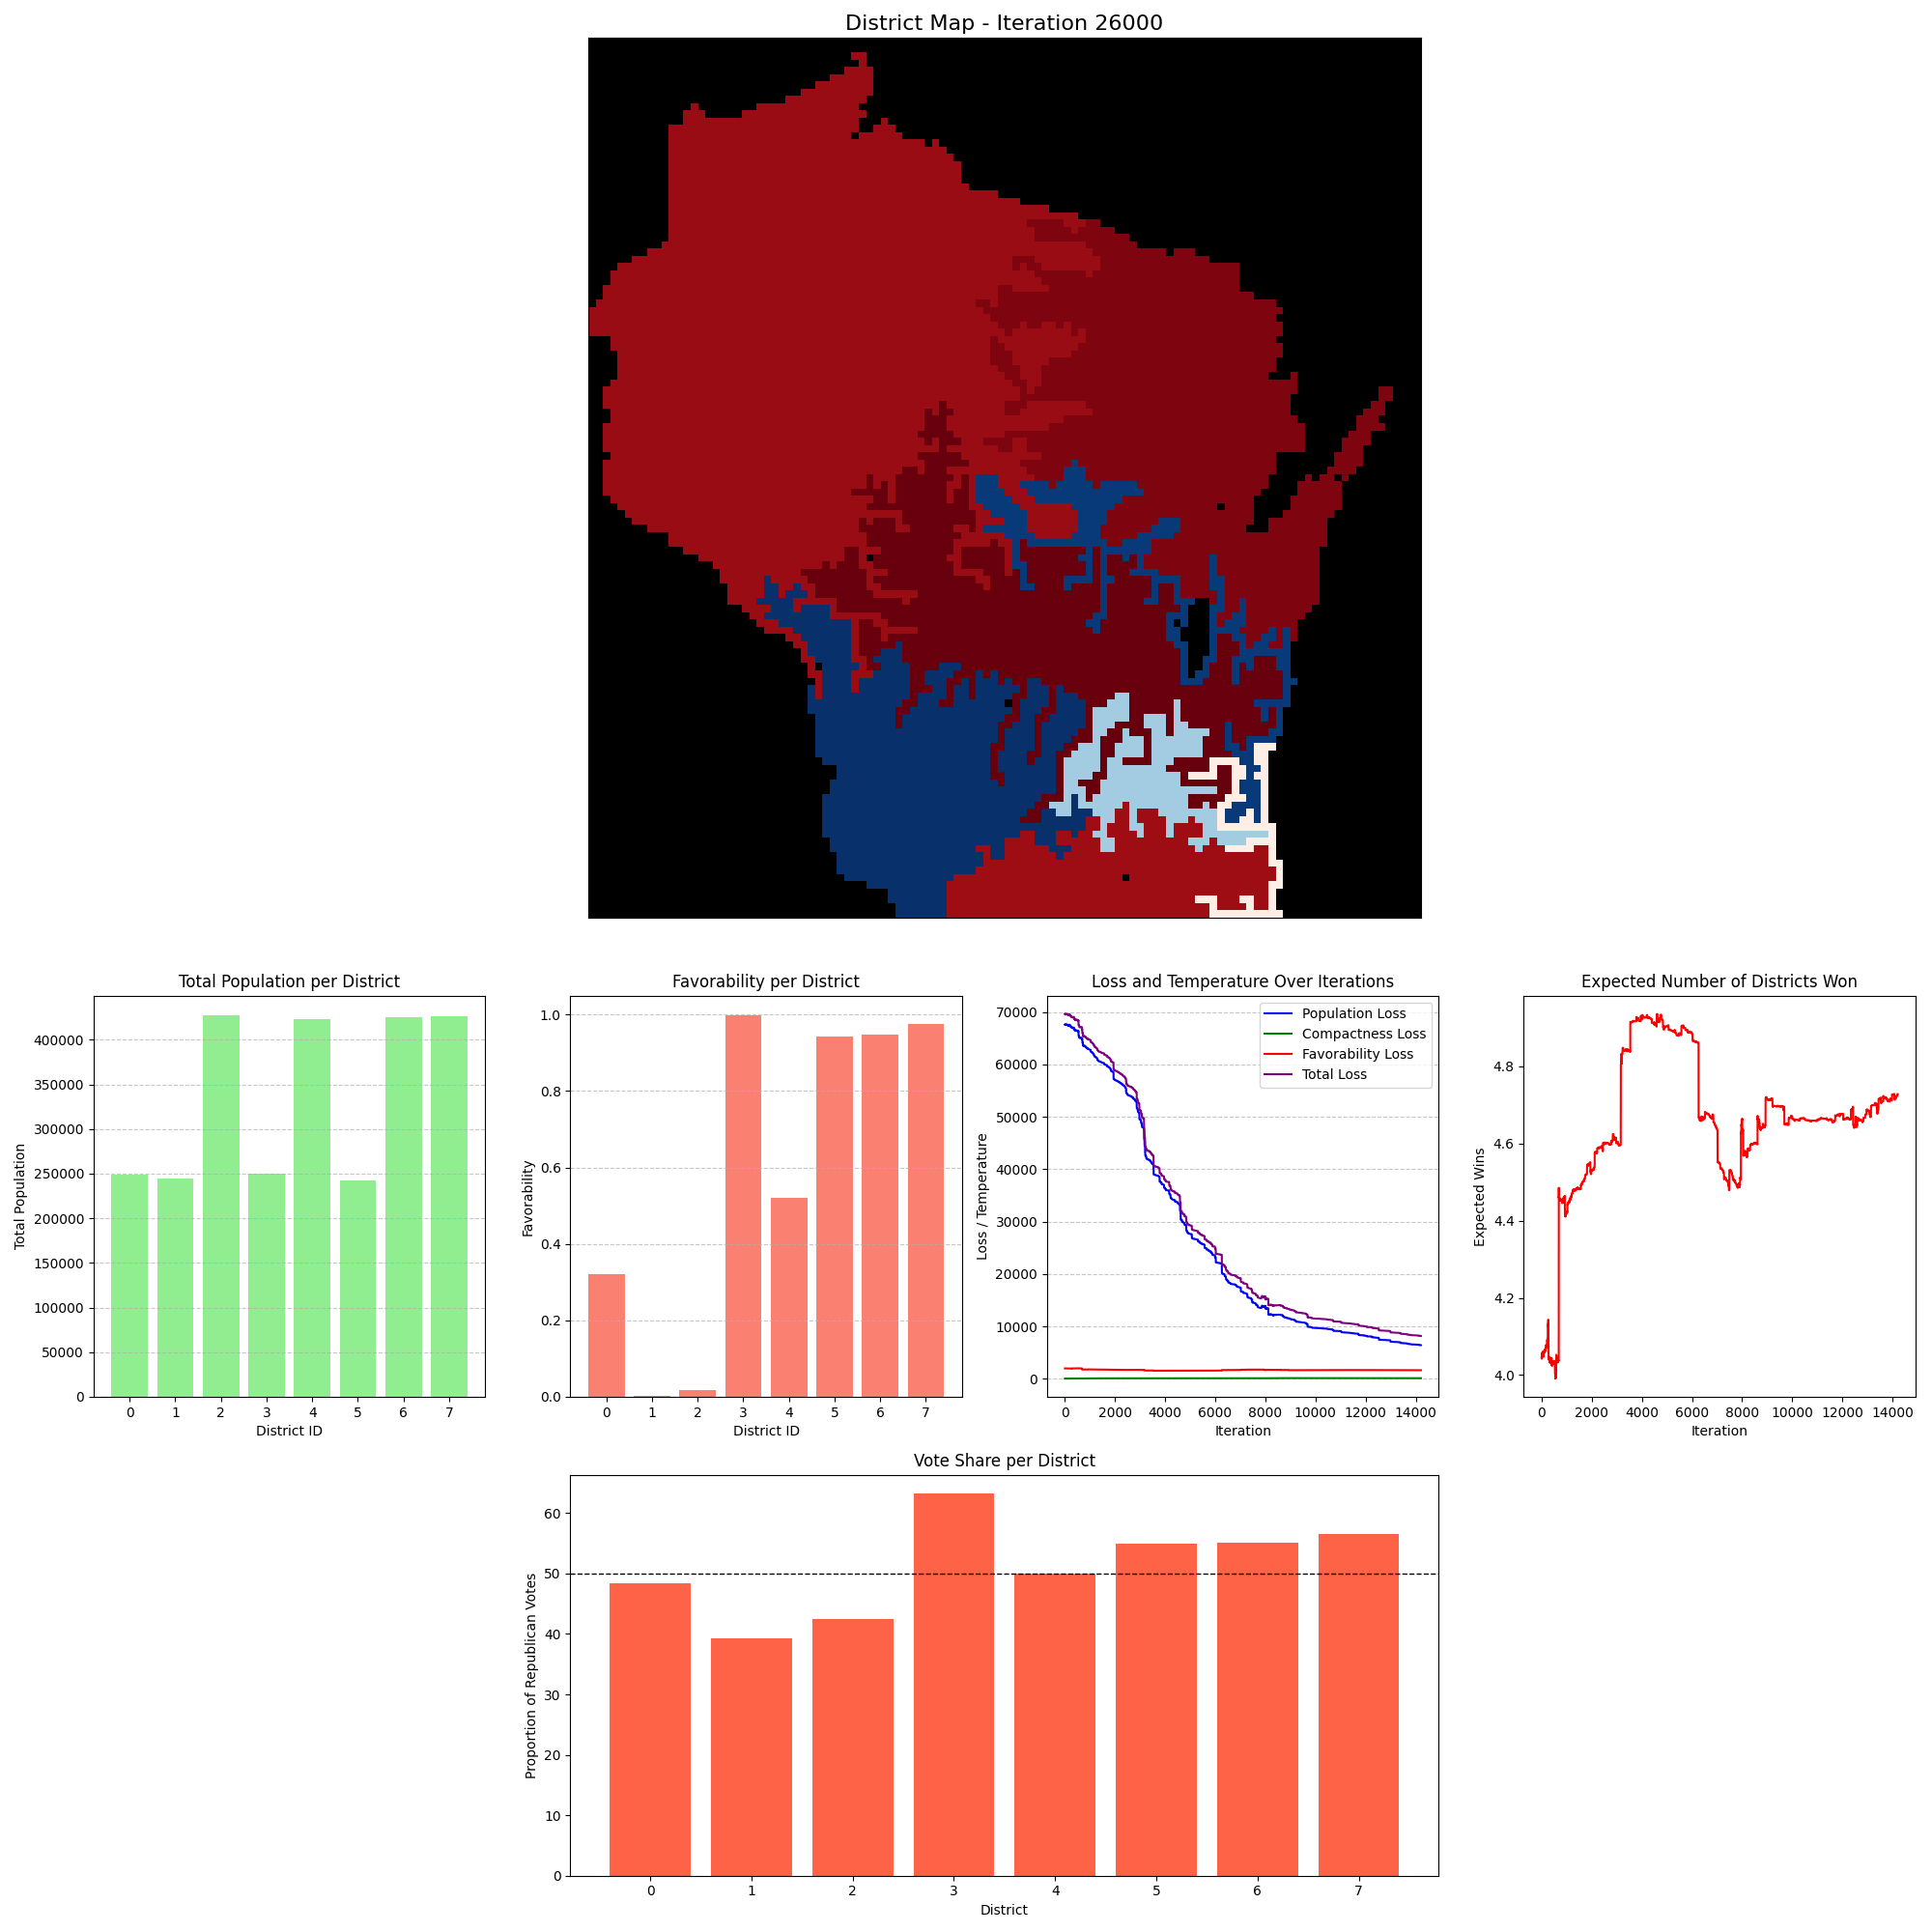 District Map - Iteration 26000
Total Population per District
Total Population
400000
350000
300000
250000
200000
150000
100000
50000
0
0 1 2 3 4 5 6 7
District ID
Favorability per District
Favorability
1.0
0.8
0.6
0.4
0.2
0.0
0 1 2 3 4 5 6 7
District ID
Loss and Temperature Over Iterations
Loss / Temperature
70000
60000
50000
40000
30000
20000
10000
0
Population Loss
Compactness Loss
Favorability Loss
Total Loss
0 2000 4000 6000 8000 10000 12000 14000
Iteration
Expected Number of Districts Won
Expected Wins
4.8
4.6
4.4
4.2
4.0
0 2000 4000 6000 8000 10000 12000 14000
Iteration
Vote Share per District
Proportion of Republican Votes
60
50
40
30
20
10
0
0 1 2 3 4 5 6 7
District